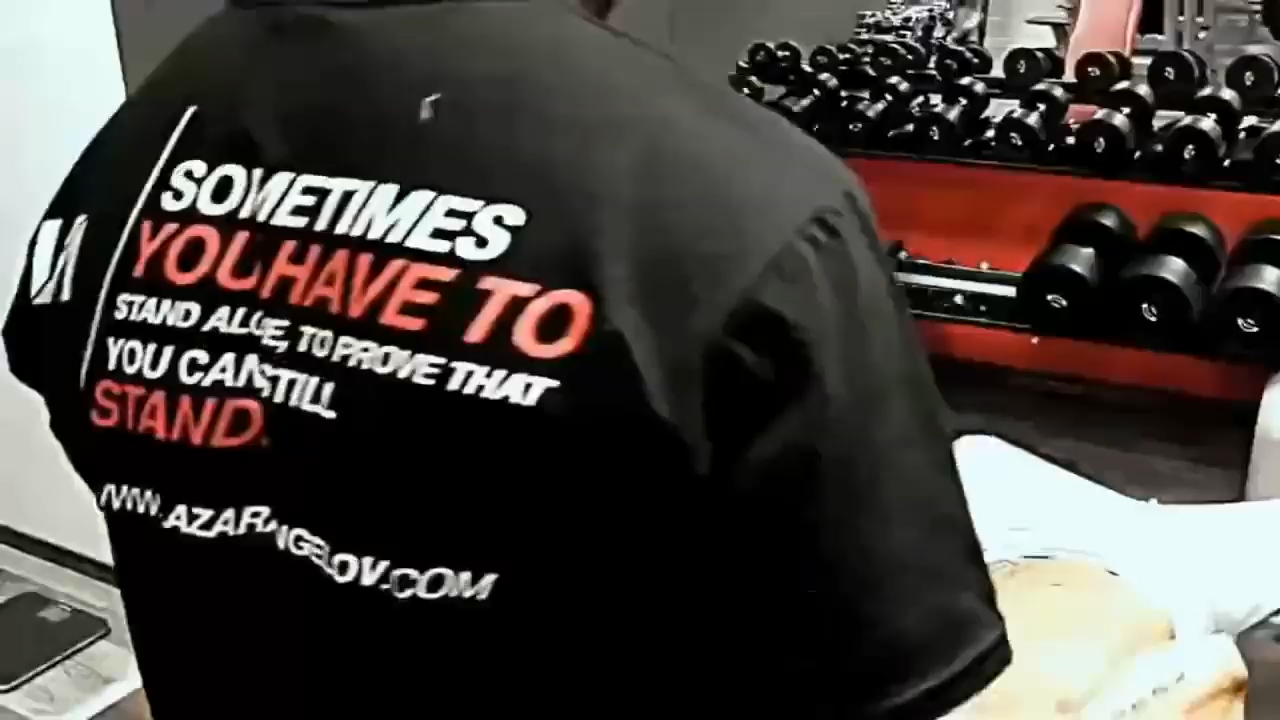 SOMETIMES
YOU HAVE TO
STAND ALONE, TO PROVE THAT
YOU CAN STILL
STAND.
WWW.AZARANGELOV.COM